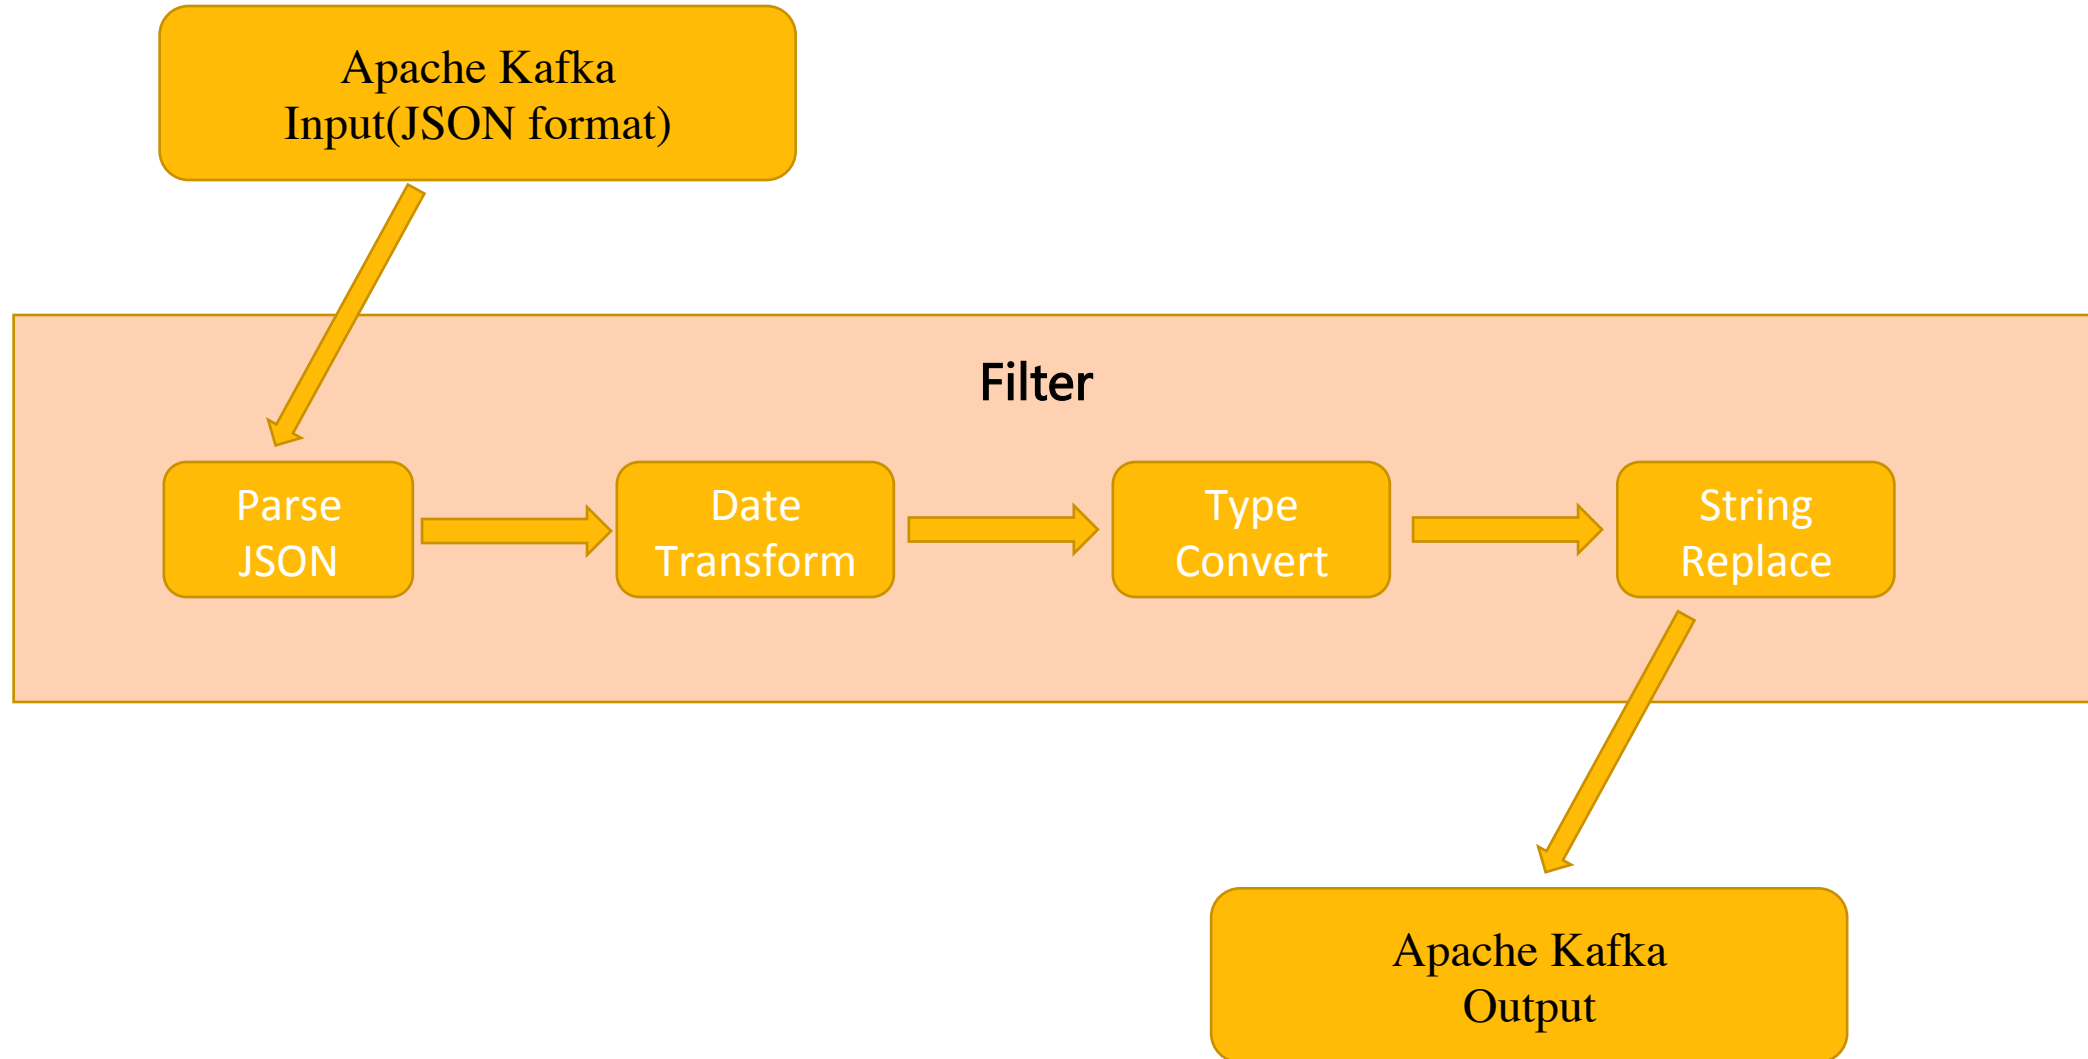 Apache Kafka
Input(JSON format)
Filter
Parse
JSON
Date
Transform
Type
Convert
String
Replace
Apache Kafka
Output